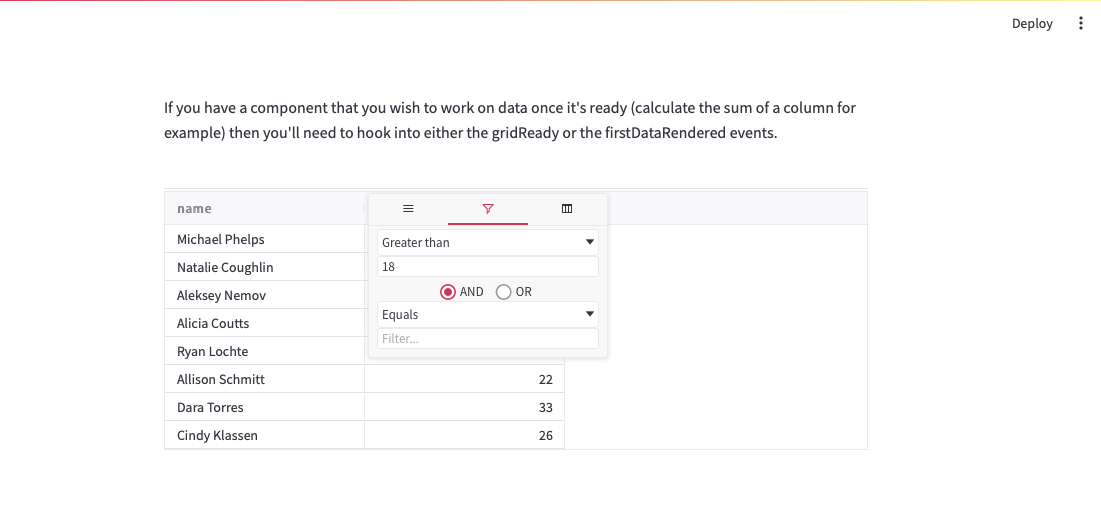 Deploy
If you have a component that you wish to work on data once it's ready (calculate the sum of a column for
example) then you'll need to hook into either the gridReady or the firstDataRendered events.
name
Michael Phelps
Natalie Coughlin
Aleksey Nemov
Alicia Coutts
Ryan Lochte
Allison Schmitt 22
Dara Torres 33
Cindy Klassen 26
Greater than
18
AND OR
Equals
Filter...